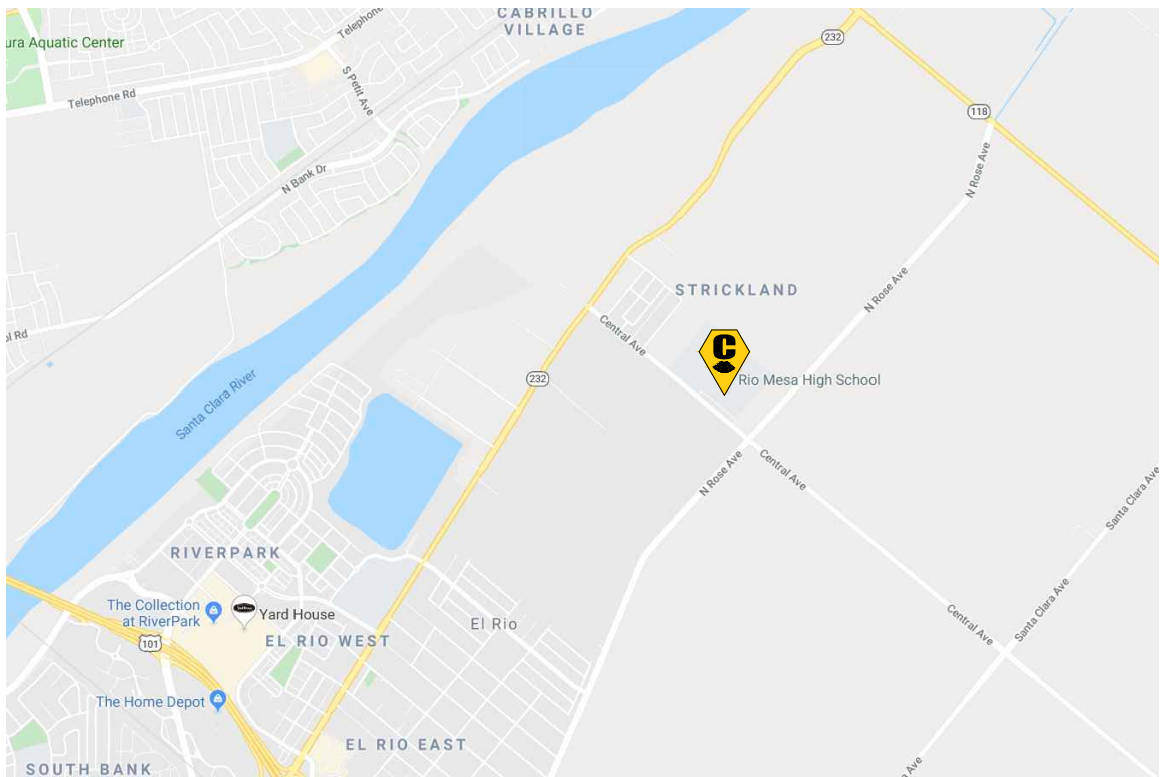 CABRILLO
VILLAGE
ura Aquatic Center
Telephone
232
S Petit Ave
Telephone Rd
118
N Bank Dr
N Rose Ave
STRICKLAND
N Rose Ave
ol Rd
Central Ave
C
Rio Mesa High School
232
Santa Clara River
N Rose Ave
Central Ave
Santa Clara Ave
RIVERPARK
The Collection
at RiverPark
Yard House
El Rio
Santa Clara Ave
Central Ave
EL RIO WEST
101
The Home Depot
EL RIO EAST
SOUTH BANK
Ave